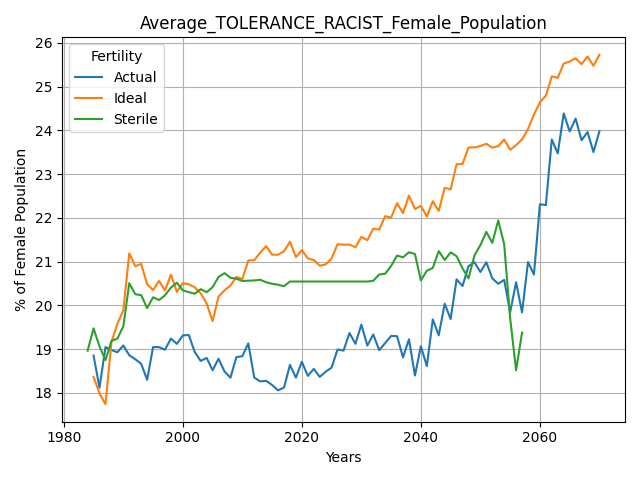 Average_TOLERANCE_RACIST_Female_Population
Fertility
Actual
Ideal
Sterile
% of Female Population
26
25
24
23
22
21
20
19
18
1980
2000
2020
2040
2060
Years